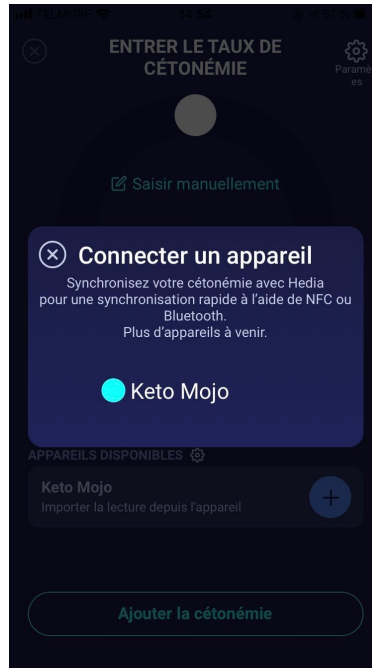 ENTRER LE TAUX DE
CÉTONÉMIE
Paramèt
es
Saisir manuellement
Connecter un appareil
Synchronisez votre cétonémie avec Hedia
pour une synchronisation rapide à l'aide de NFC ou
Bluetooth.
Plus d'appareils à venir.
Keto Mojo
APPAREILS DISPONIBLES
Keto Mojo
Importer la lecture depuis l'appareil
Ajouter la cétonémie